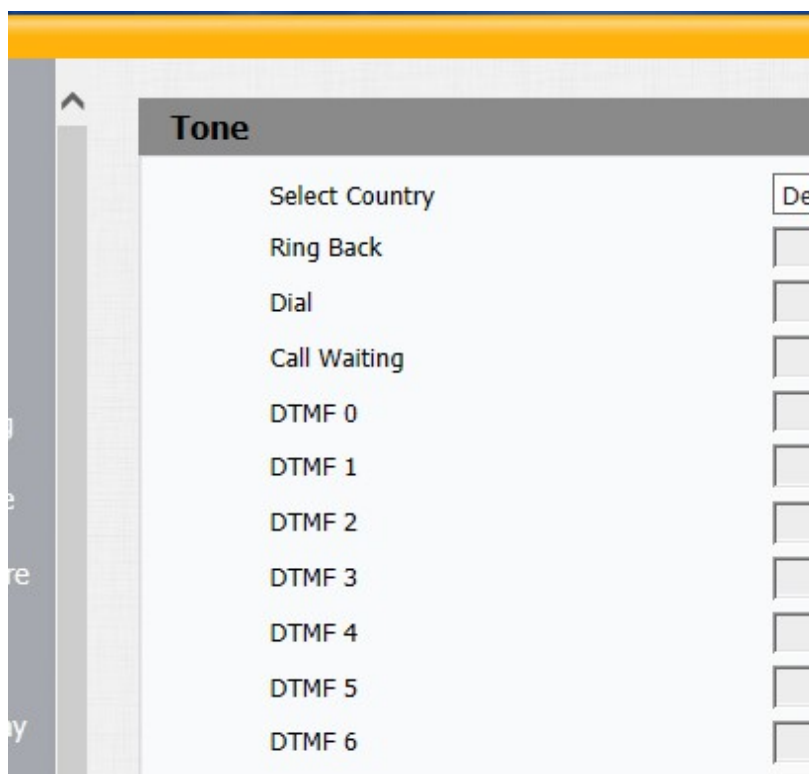 Tone
Select Country
De
Ring Back
Dial
Call Waiting
DTMF 0
DTMF 1
DTMF 2
DTMF 3
DTMF 4
DTMF 5
DTMF 6